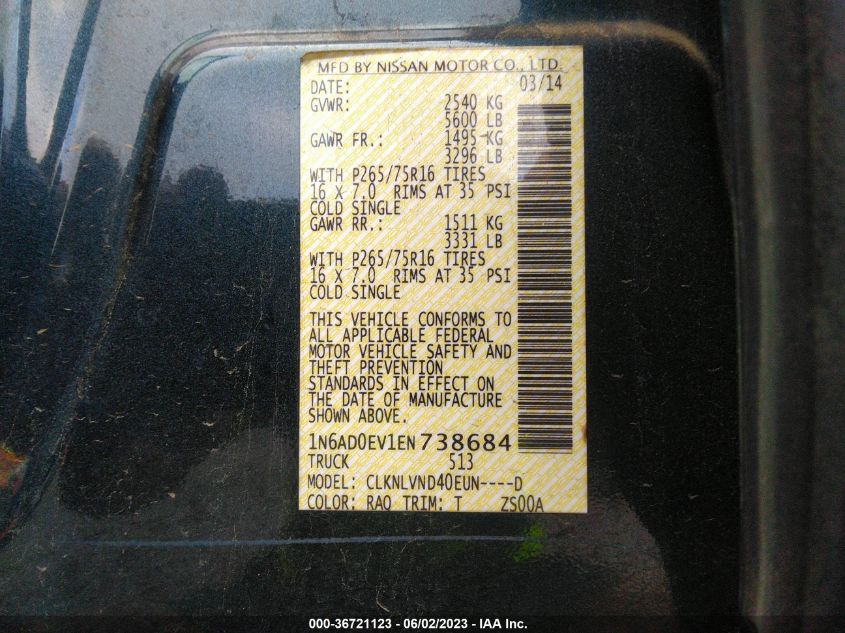 MFD BY NISSAN MOTOR CO., LTD.
DATE: 03/14
GVWR: 2540 KG
5600 LB
GAWR FR.: 1495 KG
3296 LB
WITH P265/75R16 TIRES
16 X 7.0 RIMS AT 35 PSI
COLD SINGLE
GAWR RR.: 1511 KG
3331 LB
WITH P265/75R16 TIRES
16 X 7.0 RIMS AT 35 PSI
COLD SINGLE
THIS VEHICLE CONFORMS TO
ALL APPLICABLE FEDERAL
MOTOR VEHICLE SAFETY AND
THEFT PREVENTION
STANDARDS IN EFFECT ON
THE DATE OF MANUFACTURE
SHOWN ABOVE.
1N6AD0EV1EN738684
TRUCK 513
MODEL: CLKNLVND40EUN----D
COLOR: RAQ TRIM: T ZS00A
000-36721123 - 06/02/2023 - IAA Inc.